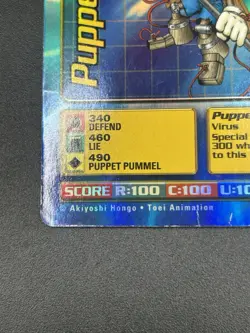 Puppe
340
DEFEND
460
LIE
490
PUPPET PUMMEL
Puppe
Virus
Special
300 wh
to this
SCORE R:100 C:100 U:10
© Akiyoshi Hongo • Toei Animation